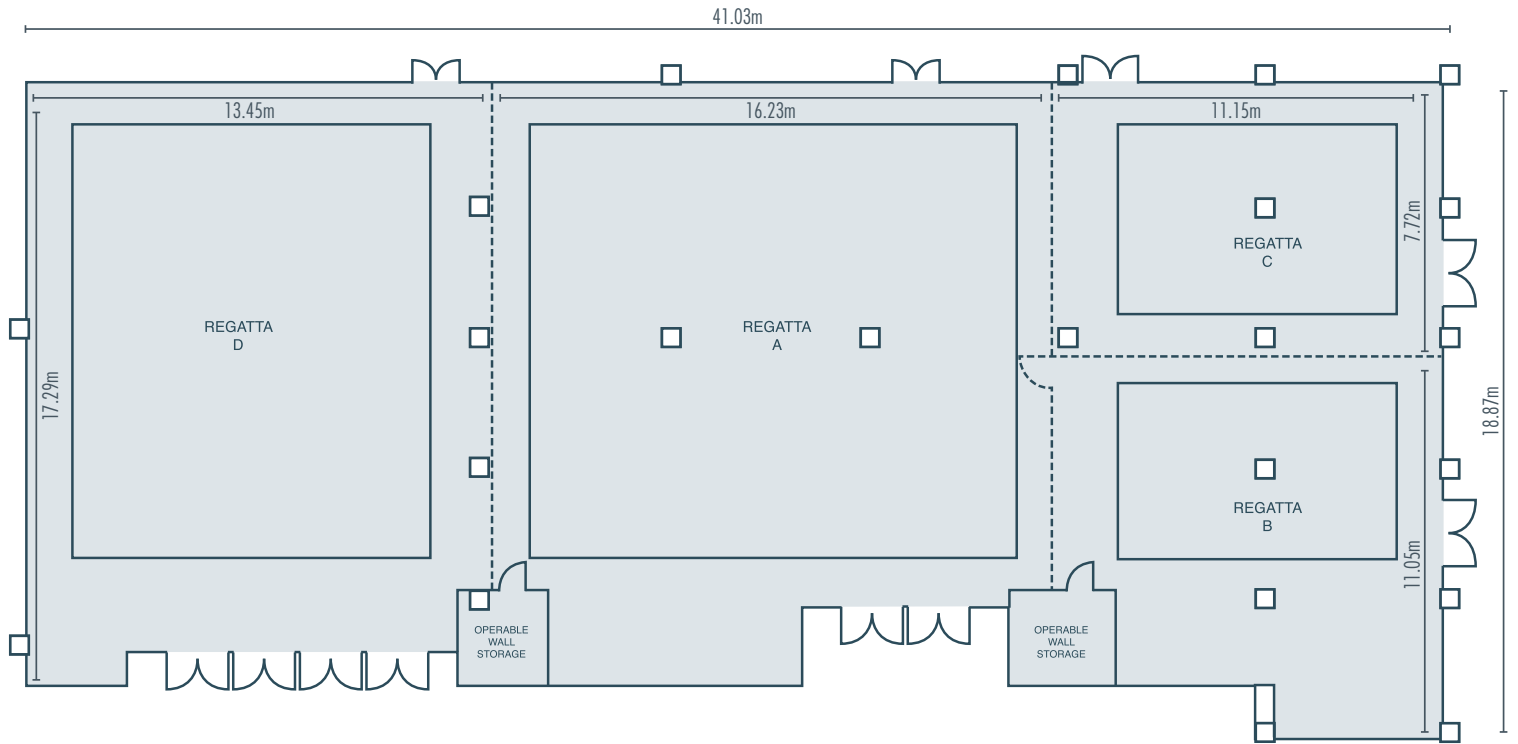 41.03m
13.45m
16.23m
11.15m
7.72m
REGATTA
C
REGATTA
D
REGATTA
A
17.29m
18.87m
REGATTA
B
11.05m
OPERABLE
WALL
STORAGE
OPERABLE
WALL
STORAGE